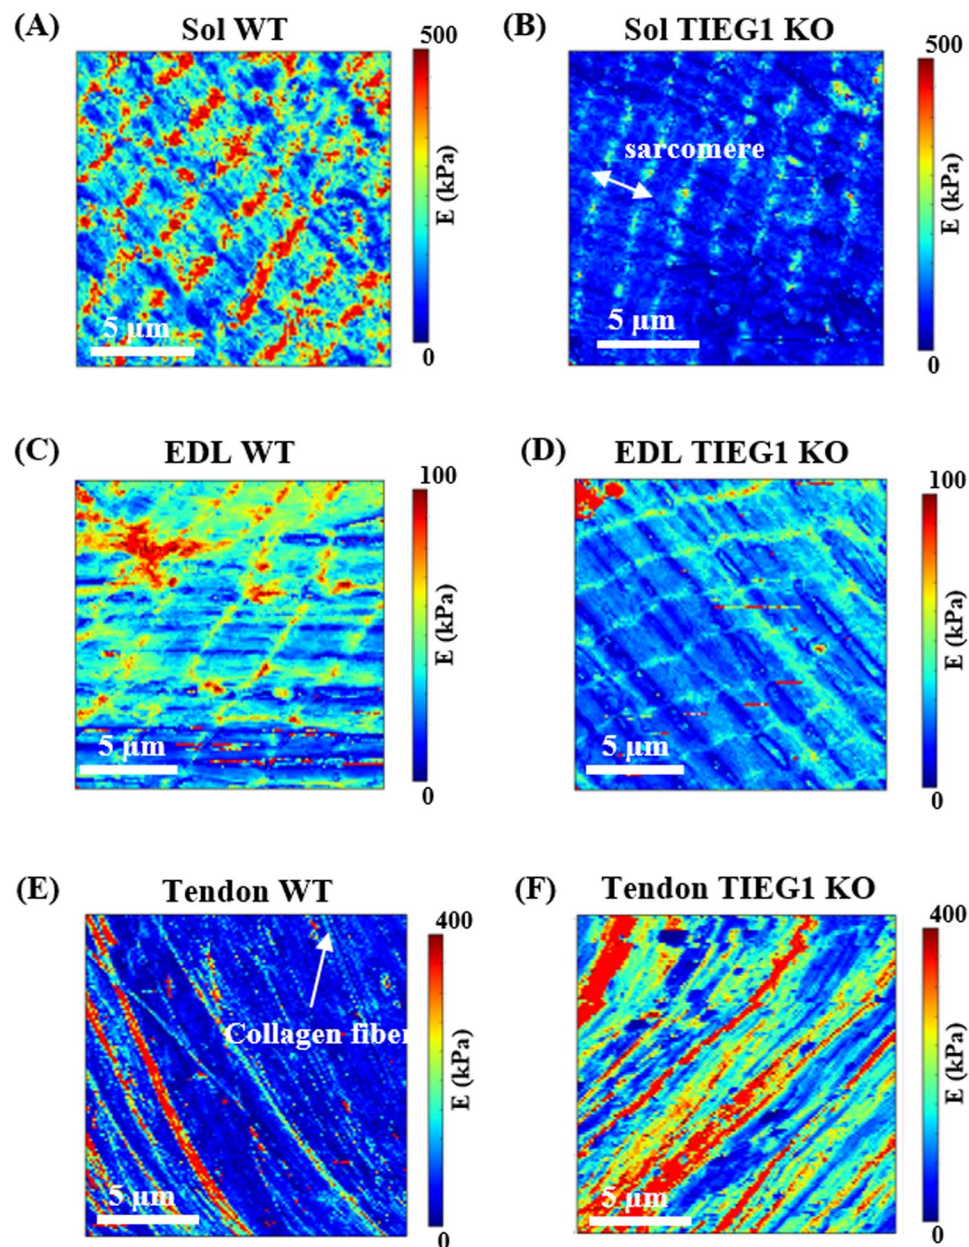 (A) Sol WT
500
E (kPa)
0
5 µm
(B) Sol TIEG1 KO
500
sarcomere
E (kPa)
0
5 µm
(C) EDL WT
100
E (kPa)
0
5 µm
(D) EDL TIEG1 KO
100
E (kPa)
0
5 µm
(E) Tendon WT
400
Collagen fiber
E (kPa)
0
5 µm
(F) Tendon TIEG1 KO
400
E (kPa)
0
5 µm